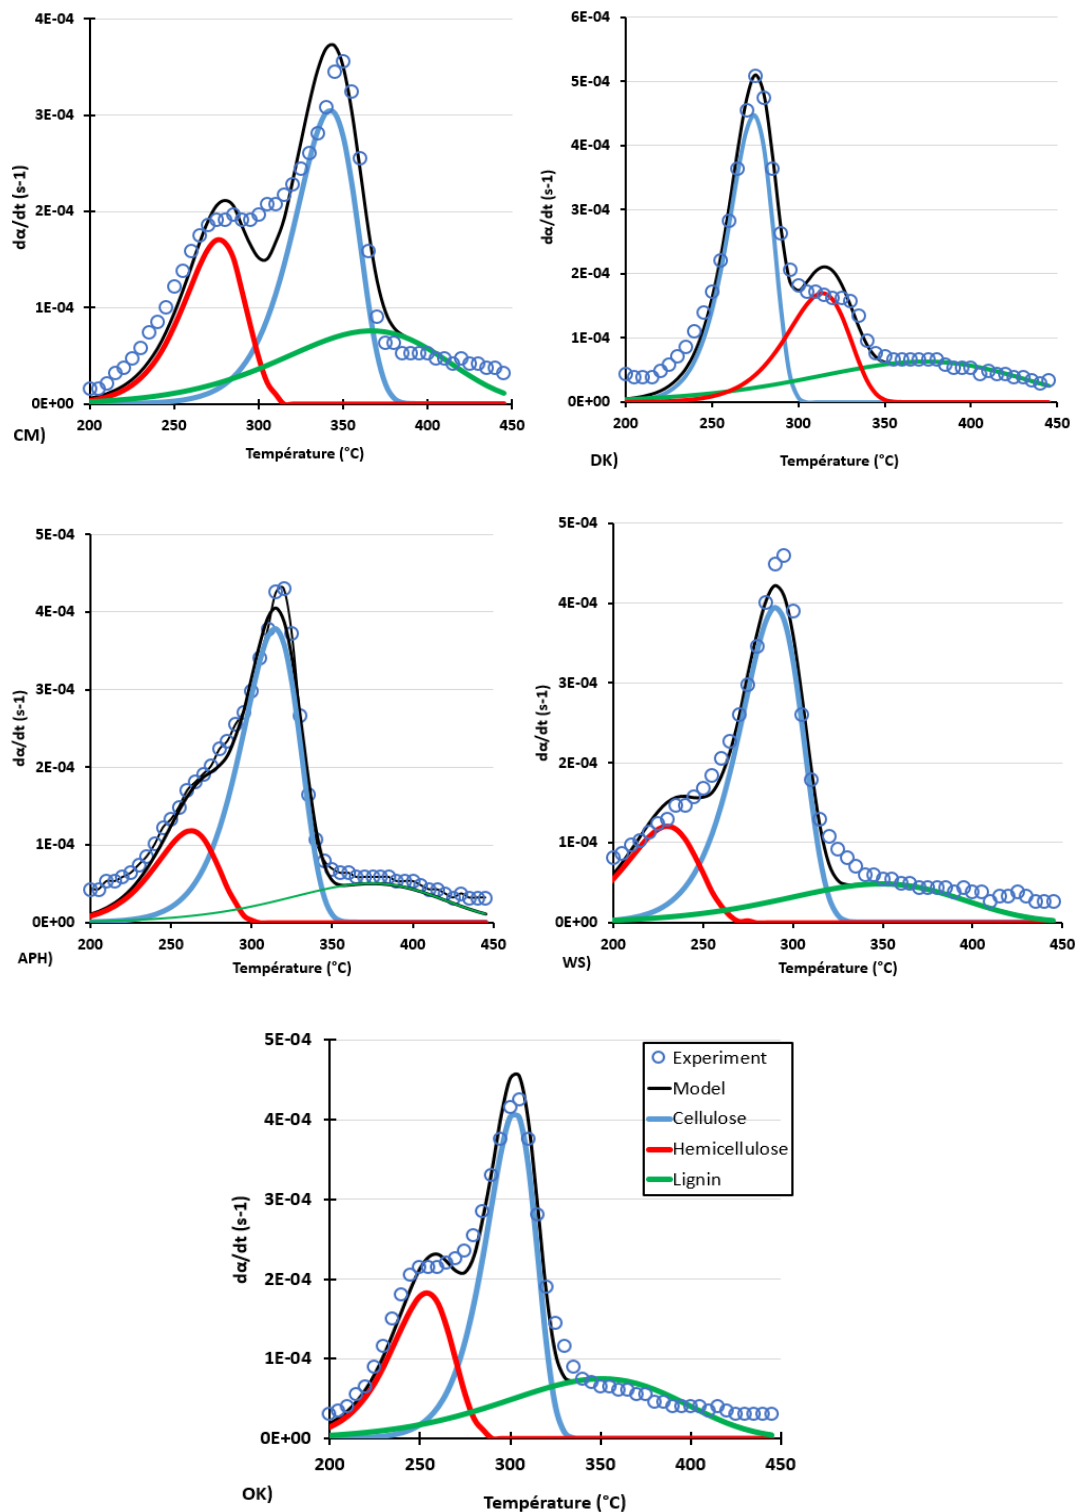 4E-04
3E-04
2E-04
1E-04
0E+00
dα/dt (s-1)
200 250 300 350 400 450
Température (°C)
CM)
6E-04
5E-04
4E-04
3E-04
2E-04
1E-04
0E+00
dα/dt (s-1)
200 250 300 350 400 450
Température (°C)
DK)
5E-04
4E-04
3E-04
2E-04
1E-04
0E+00
dα/dt (s-1)
200 250 300 350 400 450
Température (°C)
APH)
5E-04
4E-04
3E-04
2E-04
1E-04
0E+00
dα/dt (s-1)
200 250 300 350 400 450
Température (°C)
WS)
5E-04
4E-04
3E-04
2E-04
1E-04
0E+00
dα/dt (s-1)
Experiment
Model
Cellulose
Hemicellulose
Lignin
200 250 300 350 400 450
Température (°C)
OK)